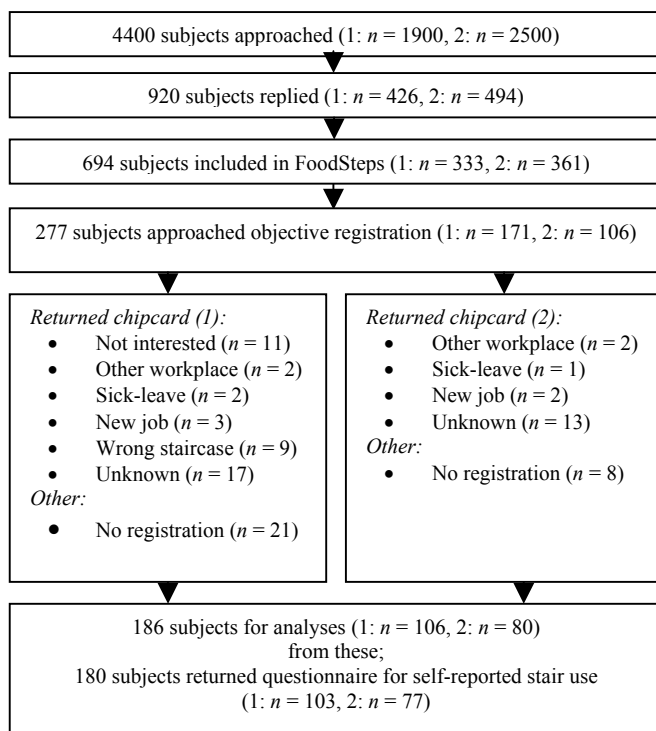 4400 subjects approached (1: n = 1900, 2: n = 2500)
920 subjects replied (1: n = 426, 2: n = 494)
694 subjects included in FoodSteps (1: n = 333, 2: n = 361)
277 subjects approached objective registration (1: n = 171, 2: n = 106)
Returned chipcard (1):
• Not interested (n = 11)
• Other workplace (n = 2)
• Sick-leave (n = 2)
• New job (n = 3)
• Wrong staircase (n = 9)
• Unknown (n = 17)
Other:
• No registration (n = 21)
Returned chipcard (2):
• Other workplace (n = 2)
• Sick-leave (n = 1)
• New job (n = 2)
• Unknown (n = 13)
Other:
• No registration (n = 8)
186 subjects for analyses (1: n = 106, 2: n = 80)
from these;
180 subjects returned questionnaire for self-reported stair use
(1: n = 103, 2: n = 77)